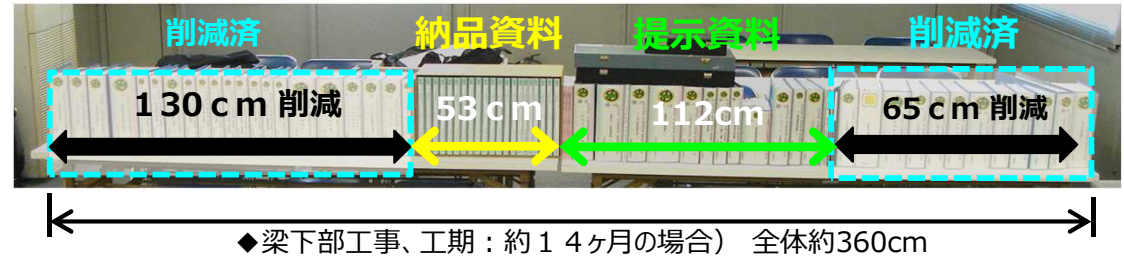 削減済
納品資料
提示資料
削減済
１３０ｃｍ 削減
53ｃｍ
112cm
65ｃｍ 削減
◆梁下部工事、工期：約１４ヶ月の場合） 全体約360cm